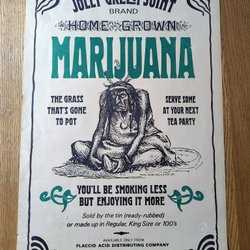 JOLLY GREEN JOINT
BRAND
HOME GROWN
MARIJUANA
THE GRASS
THAT'S GONE
TO POT
SERVE SOME
AT YOUR NEXT
TEA PARTY
YOU'LL BE SMOKING LESS
BUT ENJOYING IT MORE
Sold by the tin (ready-rubbed)
or made up in Regular, King Size or 100's
AVAILABLE ONLY FROM
FLACCID ACID DISTRIBUTING COMPANY